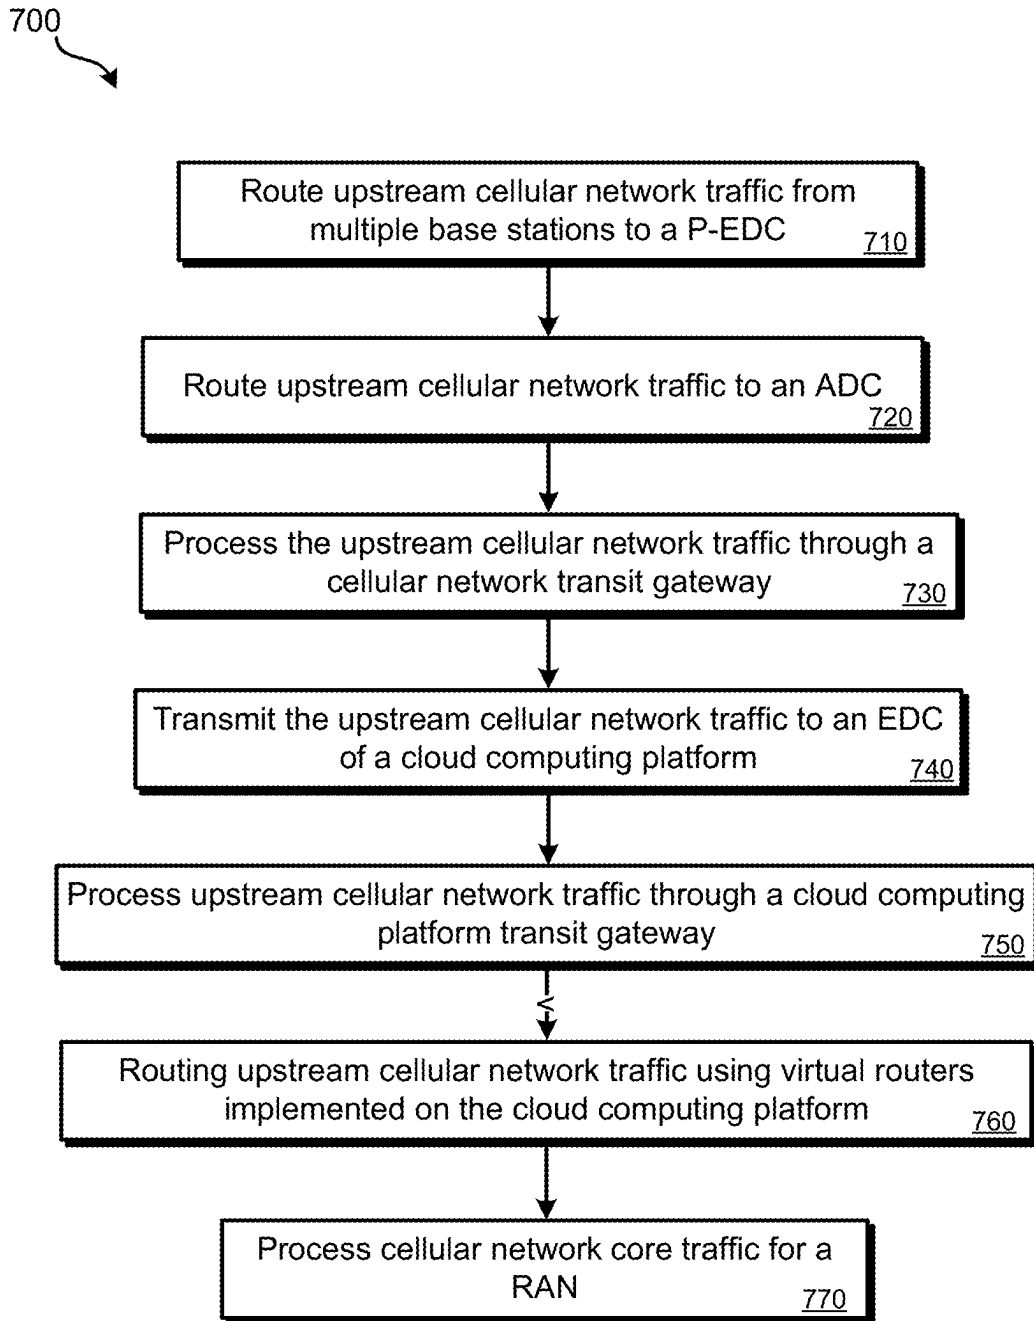 700
Route upstream cellular network traffic from
multiple base stations to a P-EDC
710
Route upstream cellular network traffic to an ADC
720
Process the upstream cellular network traffic through a
cellular network transit gateway
730
Transmit the upstream cellular network traffic to an EDC
of a cloud computing platform
740
Process upstream cellular network traffic through a cloud computing
platform transit gateway
750
v
Routing upstream cellular network traffic using virtual routers
implemented on the cloud computing platform
760
Process cellular network core traffic for a
RAN
770